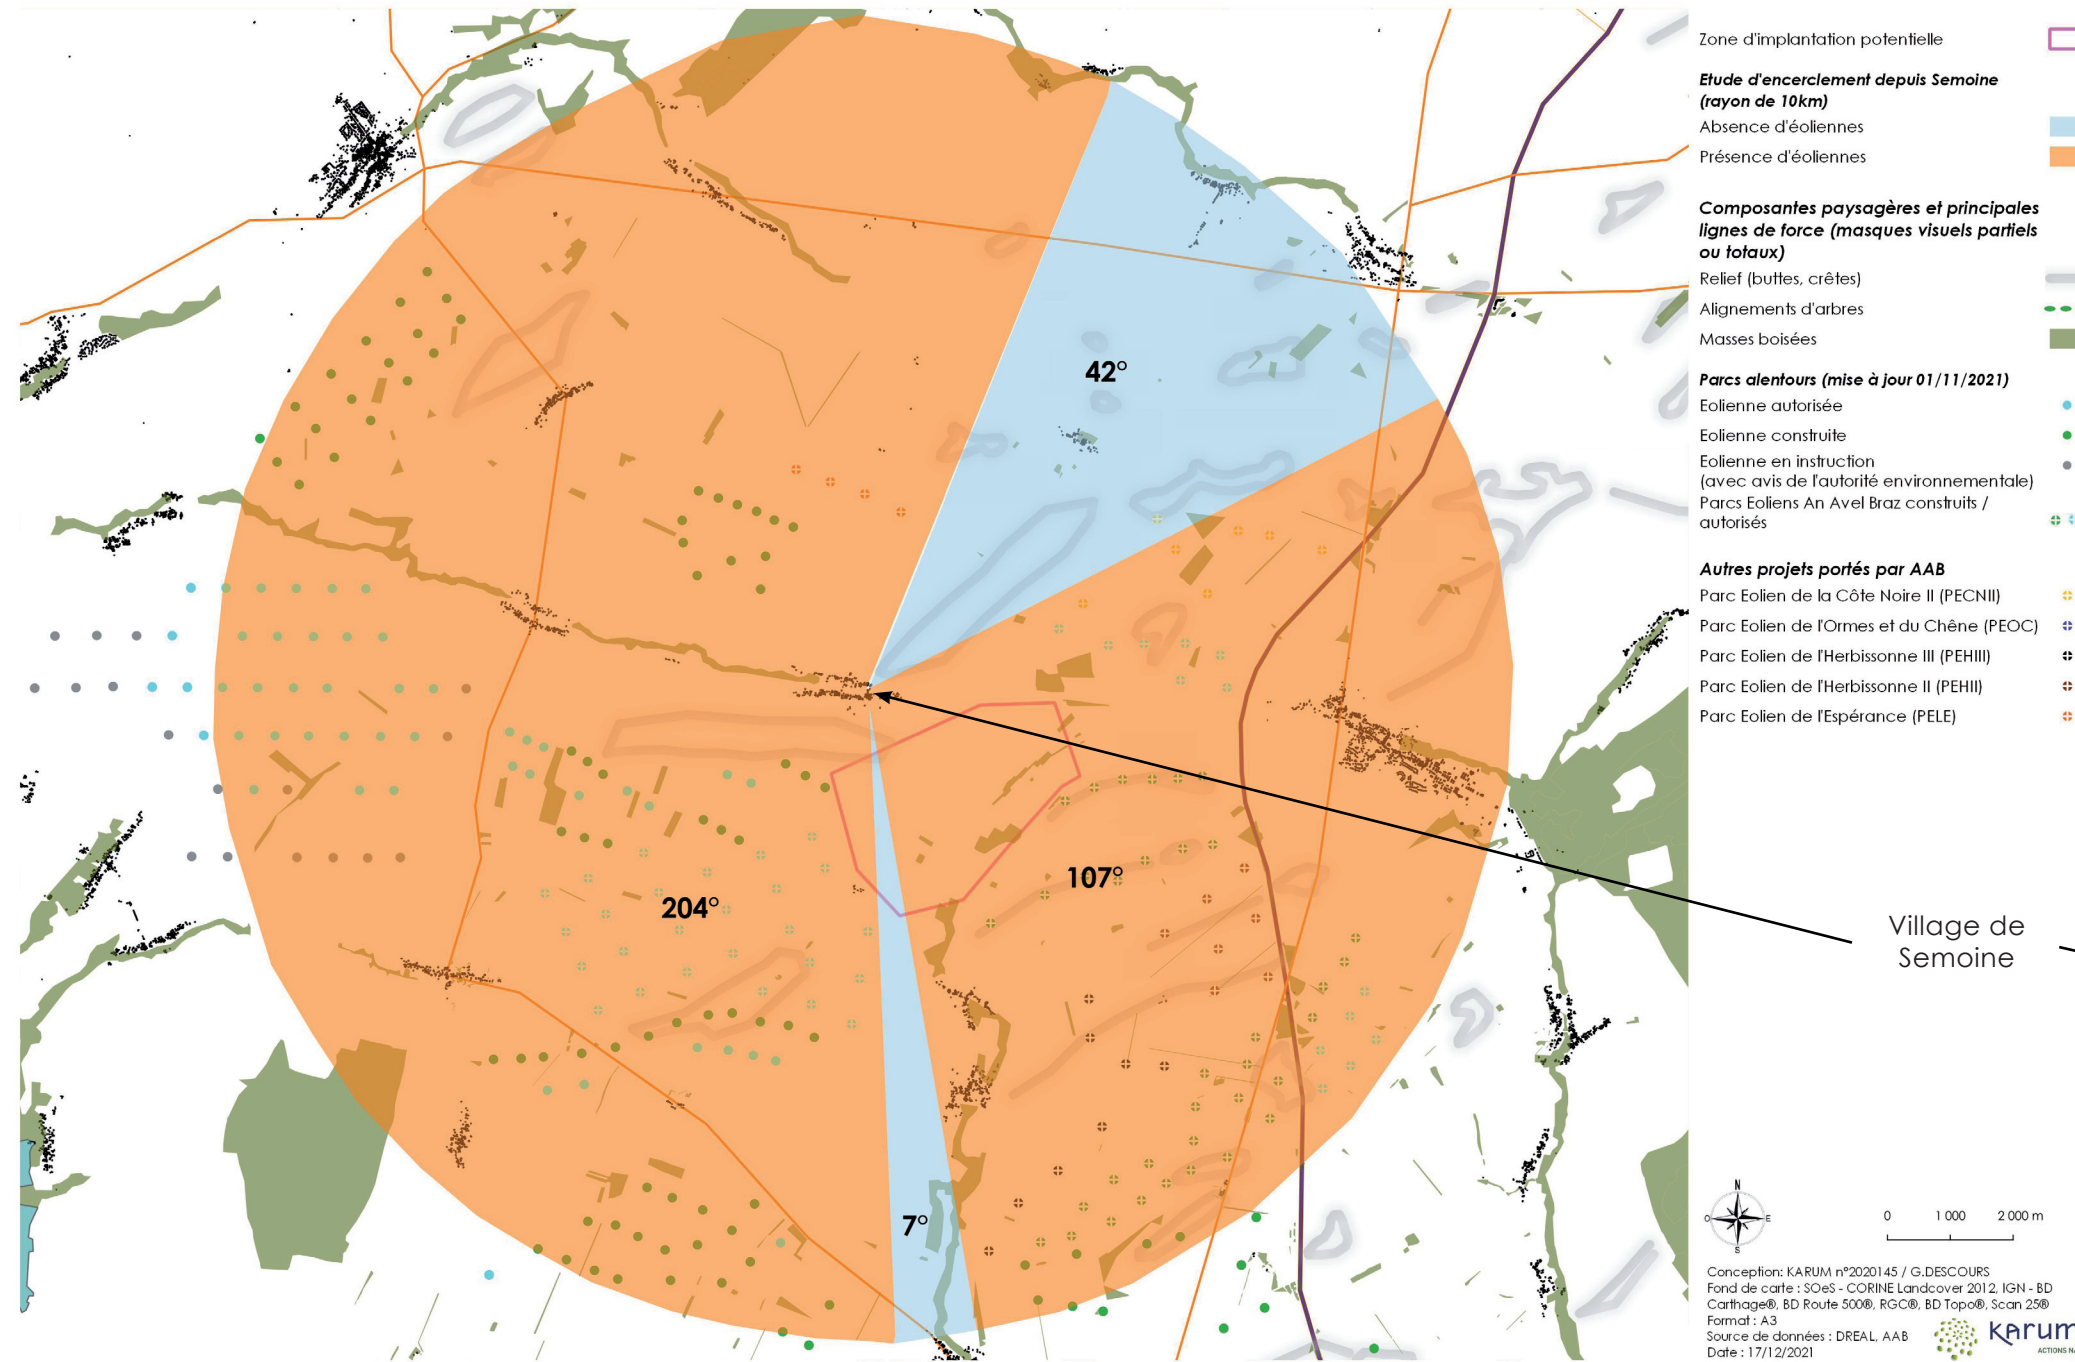 Zone d'implantation potentielle
Etude d'encerclement depuis Semoine
(rayon de 10km)
Absence d'éoliennes
Présence d'éoliennes
Composantes paysagères et principales
lignes de force (masques visuels partiels
ou totaux)
Relief (buttes, crêtes)
Alignements d'arbres
Masses boisées
Parcs alentours (mise à jour 01/11/2021)
Eolienne autorisée
Eolienne construite
Eolienne en instruction
(avec avis de l'autorité environnementale)
Parcs Eoliens An Avel Braz construits /
autorisés
Autres projets portés par AAB
Parc Eolien de la Côte Noire II (PECNII)
Parc Eolien de l'Ormes et du Chêne (PEOC)
Parc Eolien de l'Herbissonne III (PEHIII)
Parc Eolien de l'Herbissonne II (PEHII)
Parc Eolien de l'Espérance (PELE)
42°
107°
204°
7°
Village de
Semoine
N
O
E
S
0 1 000 2 000 m
Conception: KARUM n°2020145 / G.DESCOURS
Fond de carte : SOeS - CORINE Landcover 2012, IGN - BD
Carthage®, BD Route 500®, RGC®, BD Topo®, Scan 25®
Format : A3
Source de données : DREAL, AAB
Date : 17/12/2021
KARUM
ACTIONS